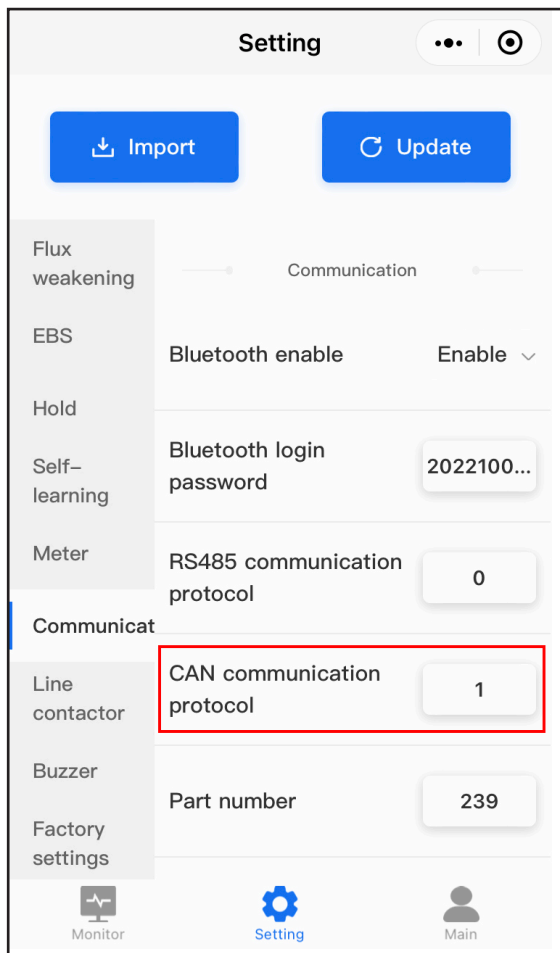 Setting
Import
Update
Flux
weakening
EBS
Hold
Self-
learning
Meter
Communicat
Line
contactor
Buzzer
Factory
settings
Communication
Bluetooth enable
Enable
Bluetooth login
password
2022100...
RS485 communication
protocol
0
CAN communication
protocol
1
Part number
239
Monitor
Setting
Main